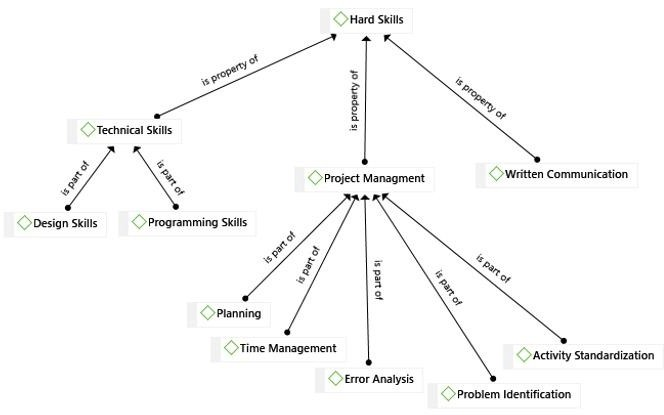 Hard Skills
is property of
is property of
is property of
Technical Skills
Project Managment
Written Communication
is part of
is part of
Design Skills
Programming Skills
is part of
is part of
is part of
is part of
is part of
Planning
Time Management
Error Analysis
Problem Identification
Activity Standardization